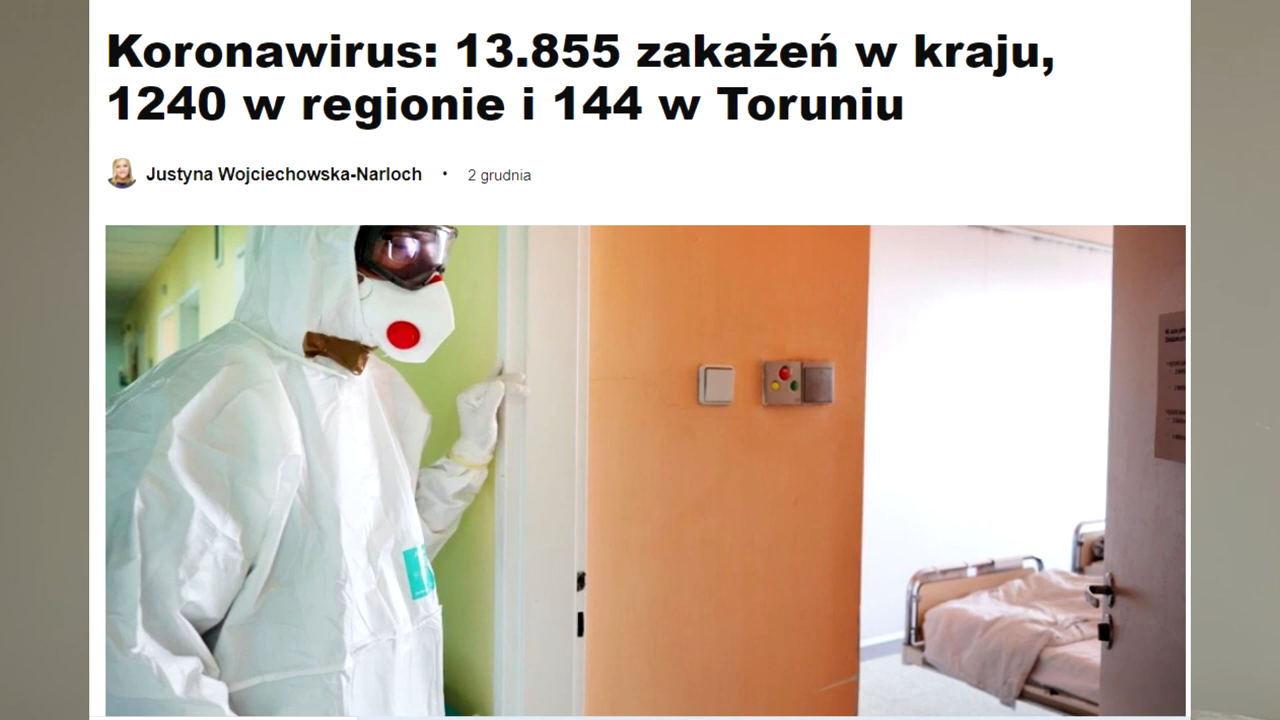 Koronawirus: 13.855 zakażeń w kraju,
1240 w regionie i 144 w Toruniu
Justyna Wojciechowska-Narloch • 2 grudnia